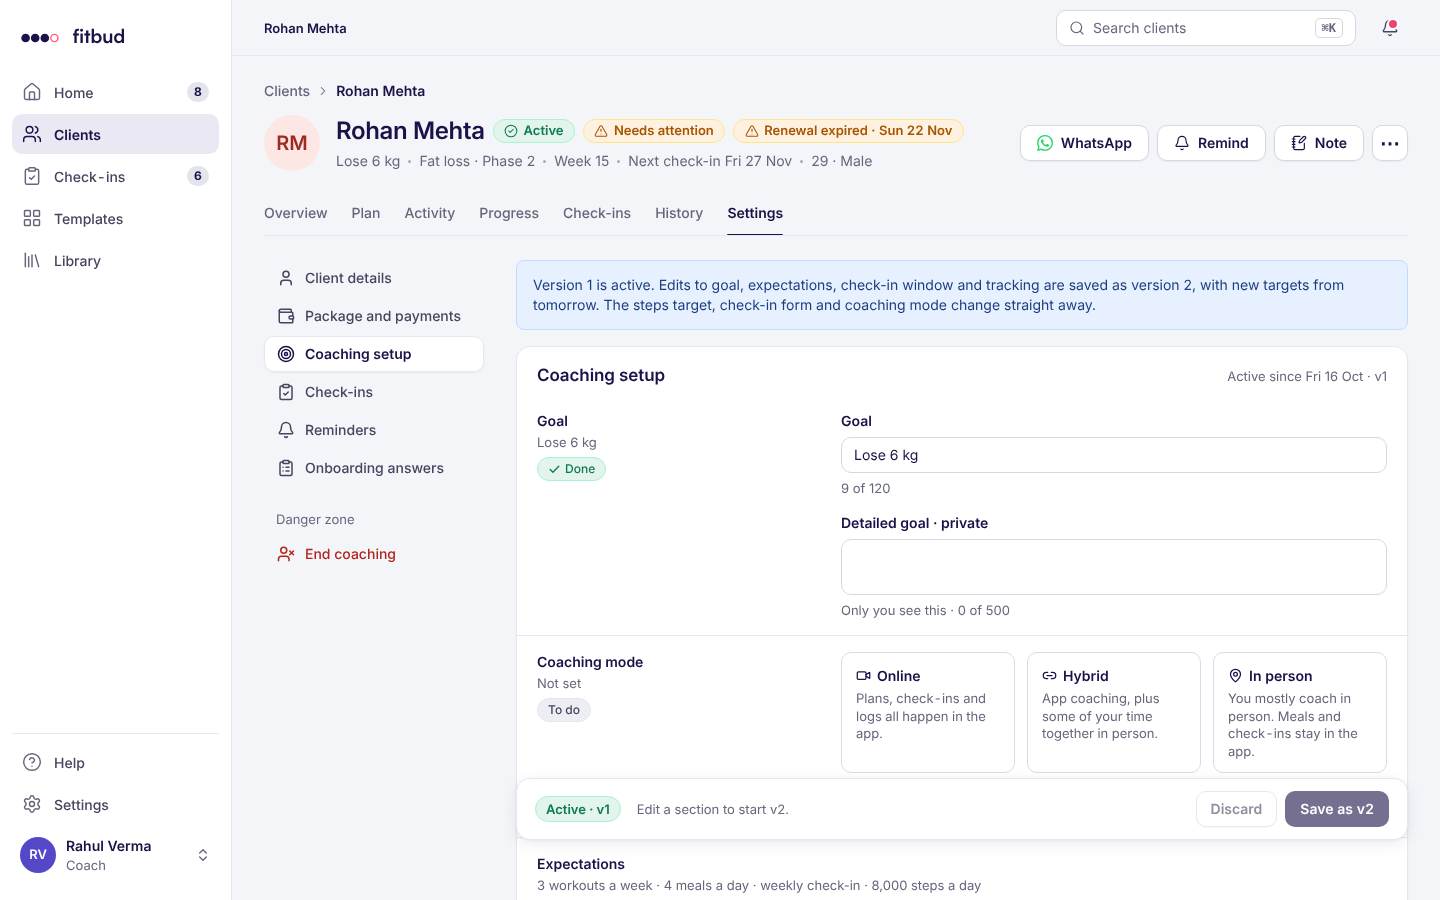 fitbud
Rohan Mehta
Search clients
⌘K
Home
8
Clients
Check-ins
6
Templates
Library
Clients > Rohan Mehta
RM
Rohan Mehta
Active
Needs attention
Renewal expired · Sun 22 Nov
Lose 6 kg • Fat loss · Phase 2 • Week 15 • Next check-in Fri 27 Nov • 29 · Male
WhatsApp
Remind
Note
Overview
Plan
Activity
Progress
Check-ins
History
Settings
Client details
Package and payments
Coaching setup
Check-ins
Reminders
Onboarding answers
Danger zone
End coaching
Version 1 is active. Edits to goal, expectations, check-in window and tracking are saved as version 2, with new targets from
tomorrow. The steps target, check-in form and coaching mode change straight away.
Coaching setup
Active since Fri 16 Oct · v1
Goal
Lose 6 kg
Done
Goal
Lose 6 kg
9 of 120
Detailed goal · private
Only you see this · 0 of 500
Coaching mode
Not set
To do
Online
Plans, check-ins and
logs all happen in the
app.
Hybrid
App coaching, plus
some of your time
together in person.
In person
You mostly coach in
person. Meals and
check-ins stay in the
app.
Active · v1
Edit a section to start v2.
Discard
Save as v2
Expectations
3 workouts a week · 4 meals a day · weekly check-in · 8,000 steps a day
Help
Settings
RV
Rahul Verma
Coach